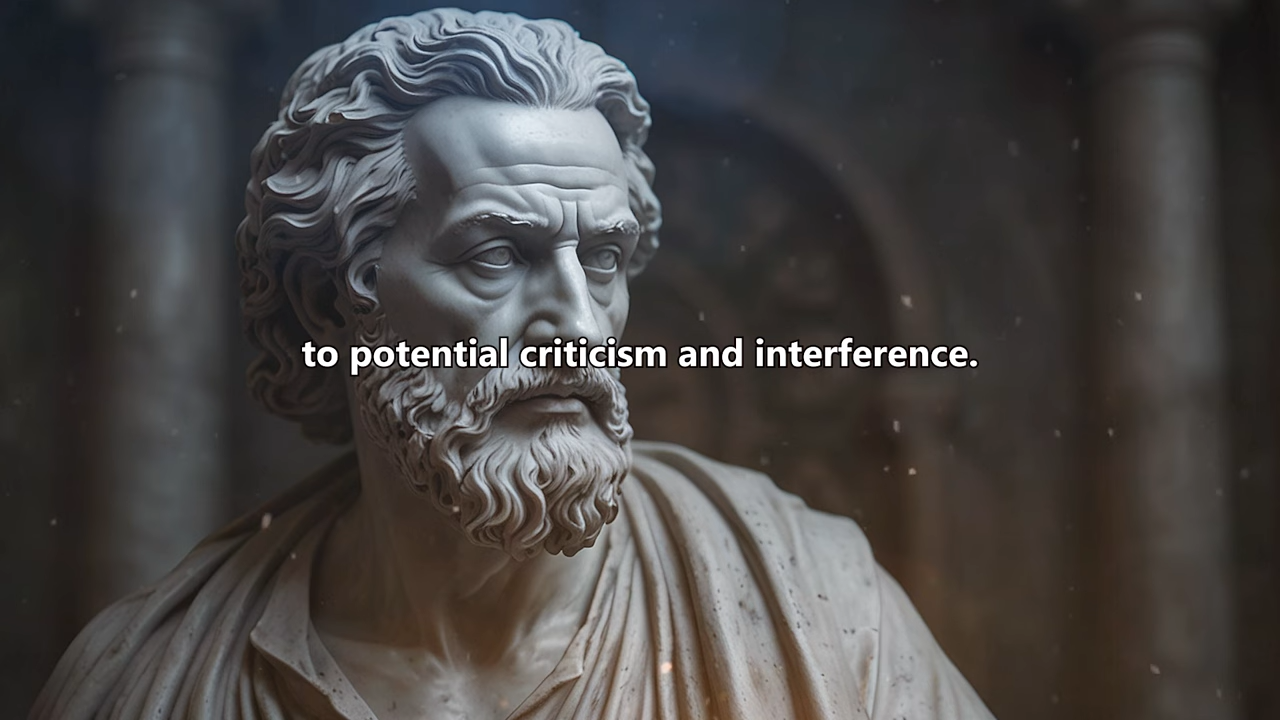 to potential criticism and interference.